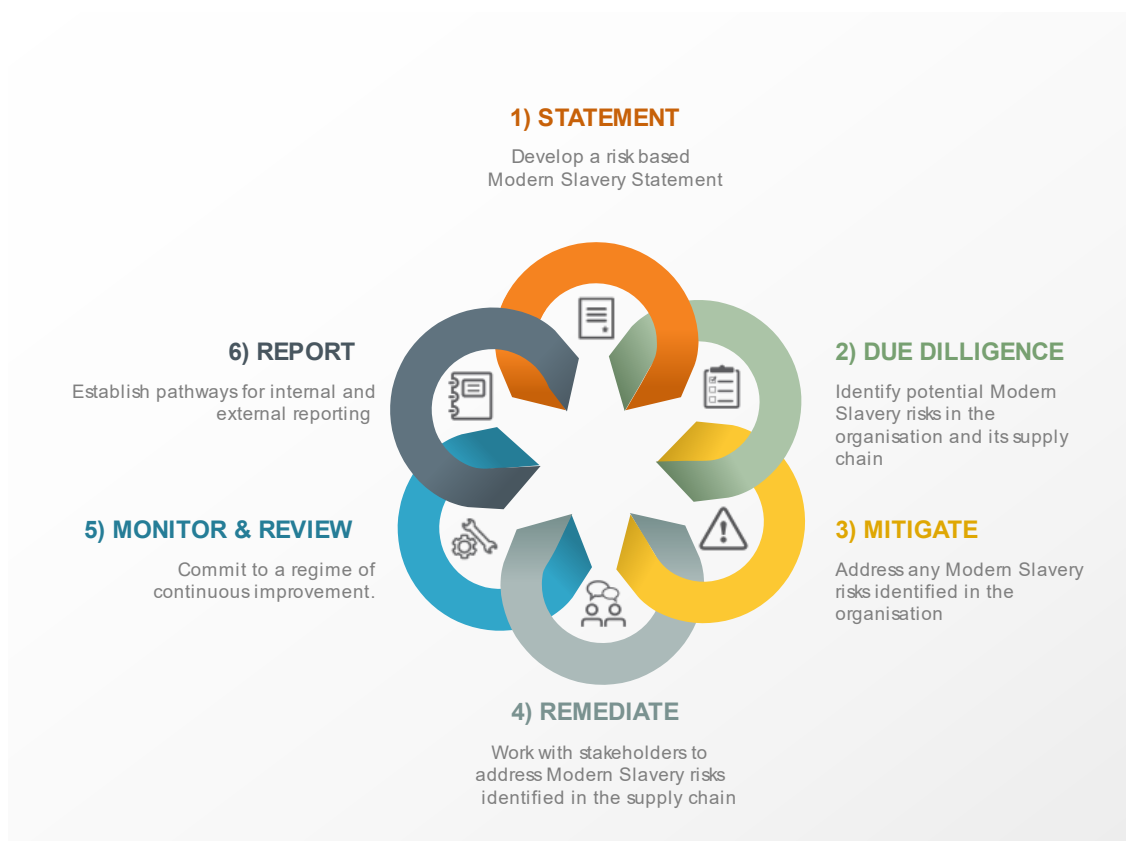 1) STATEMENT
Develop a risk based
Modern Slavery Statement
2) DUE DILLIGENCE
Identify potential Modern
Slavery risks in the
organisation and its supply
chain
3) MITIGATE
Address any Modern Slavery
risks identified in the
organisation
4) REMEDIATE
Work with stakeholders to
address Modern Slavery risks
identified in the supply chain
5) MONITOR & REVIEW
Commit to a regime of
continuous improvement.
6) REPORT
Establish pathways for internal and
external reporting